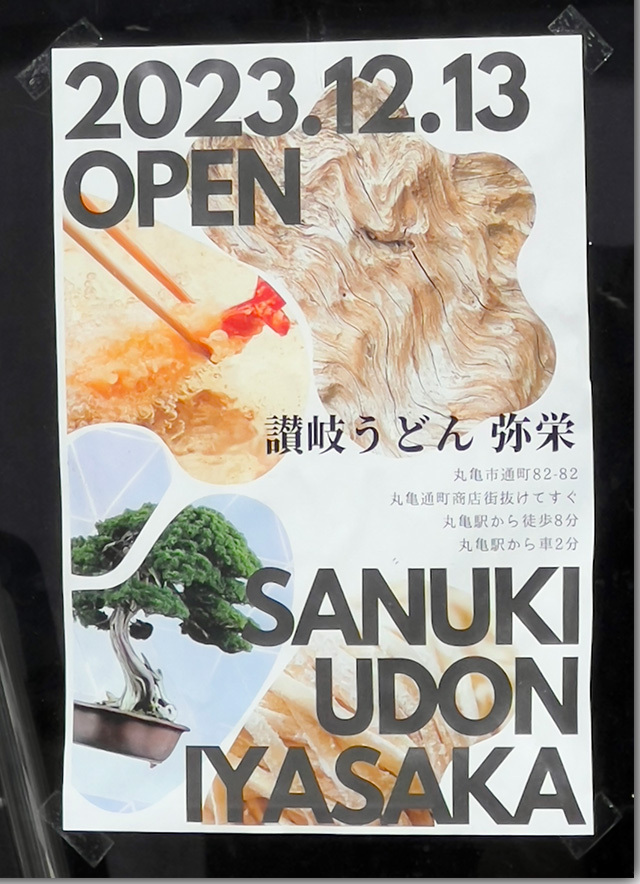 2023.12.13
OPEN
讃岐うどん 弥栄
丸亀市通町82-82
丸亀通町商店街抜けてすぐ
丸亀駅から徒歩8分
丸亀駅から車2分
SANUKI
UDON
IYASAKA